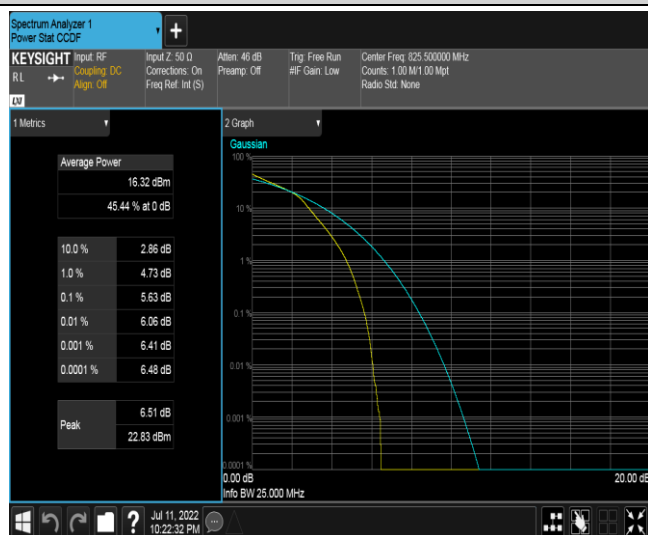 Spectrum Analyzer 1
Power Stat CCDF
+
KEYSIGHT
RL
LXI
Input: RF
Coupling: DC
Align: Off
Input Z: 50 Ω
Corrections: On
Freq Ref: Int (S)
Atten: 46 dB
Preamp: Off
Trig: Free Run
#IF Gain: Low
Center Freq: 825.500000 MHz
Counts: 1.00 M/1.00 Mpt
Radio Std: None
1 Metrics
Average Power
16.32 dBm
45.44 % at 0 dB
10.0 % 2.86 dB
1.0 % 4.73 dB
0.1 % 5.63 dB
0.01 % 6.06 dB
0.001 % 6.41 dB
0.0001 % 6.48 dB
Peak
6.51 dB
22.83 dBm
2 Graph
Gaussian
100 %
10 %
1 %
0.1 %
0.01 %
0.001 %
0.0001 %
0.00 dB 20.00 dB
Info BW 25.000 MHz
?
Jul 11, 2022
10:22:32 PM